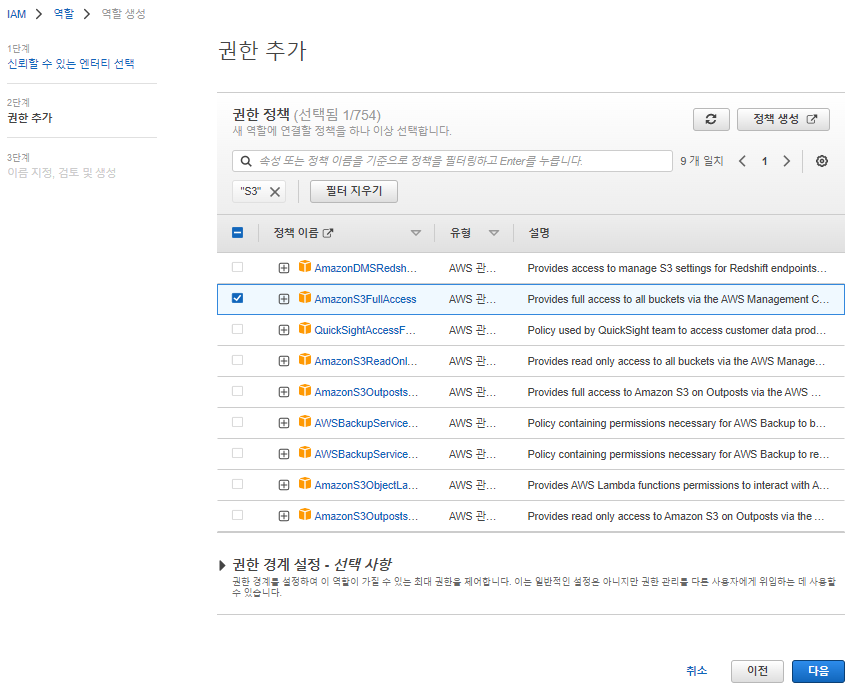 IAM > 역할 > 역할 생성
1단계
신뢰할 수 있는 엔터티 선택
2단계
권한 추가
3단계
이름 지정, 검토 및 생성
권한 추가
권한 정책 (선택됨 1/754)
새 역할에 연결할 정책을 하나 이상 선택합니다.
정책 생성
속성 또는 정책 이름을 기준으로 정책을 필터링하고 Enter를 누릅니다.
9 개 일치 < 1 >
"S3" ✕ 필터 지우기
정책 이름 유형 설명
AmazonDMSRedsh... AWS 관... Provides access to manage S3 settings for Redshift endpoints...
AmazonS3FullAccess AWS 관... Provides full access to all buckets via the AWS Management C...
QuickSightAccessF... AWS 관... Policy used by QuickSight team to access customer data prod...
AmazonS3ReadOnl... AWS 관... Provides read only access to all buckets via the AWS Manage...
AmazonS3Outposts... AWS 관... Provides full access to Amazon S3 on Outposts via the AWS ...
AWSBackupService... AWS 관... Policy containing permissions necessary for AWS Backup to b...
AWSBackupService... AWS 관... Policy containing permissions necessary for AWS Backup to re...
AmazonS3ObjectLa... AWS 관... Provides AWS Lambda functions permissions to interact with A...
AmazonS3Outposts... AWS 관... Provides read only access to Amazon S3 on Outposts via the ...
권한 경계 설정 - 선택 사항
권한 경계를 설정하여 이 역할이 가질 수 있는 최대 권한을 제어합니다. 이는 일반적인 설정은 아니지만 권한 관리를 다른 사용자에게 위임하는 데 사용할
수 있습니다.
취소 이전 다음